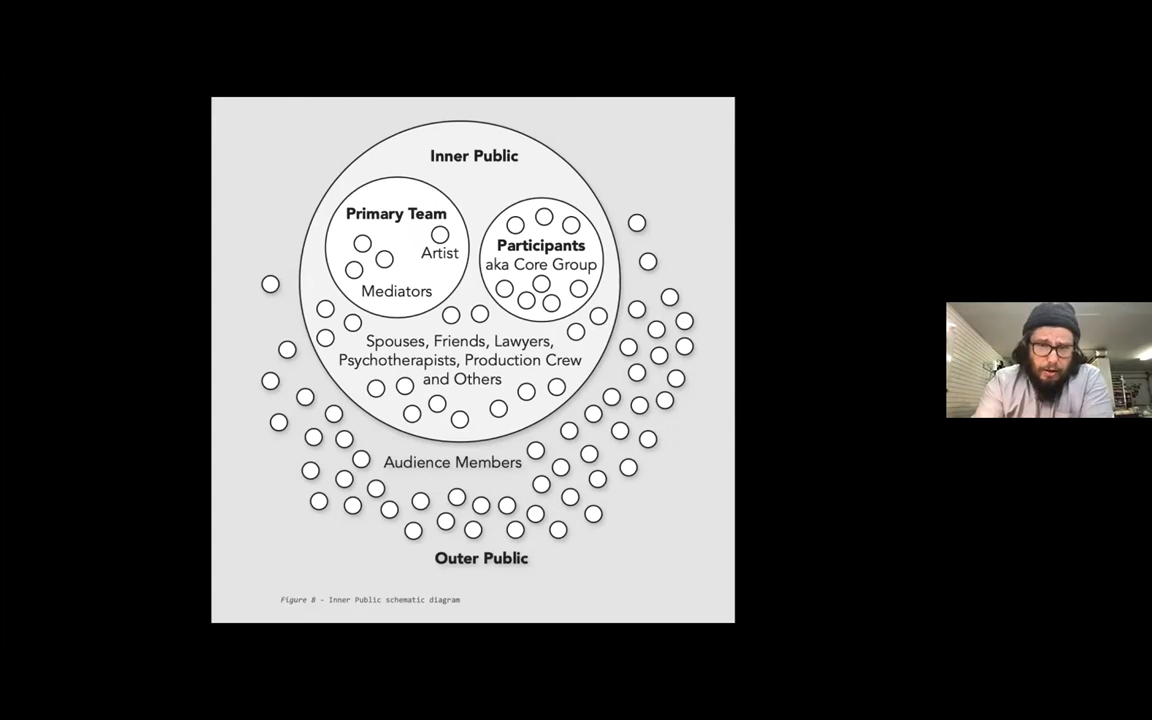 Inner Public
Primary Team
Artist
Mediators
Participants
aka Core Group
Spouses, Friends, Lawyers,
Psychotherapists, Production Crew
and Others
Audience Members
Outer Public
Figure 8 - Inner Public schematic diagram